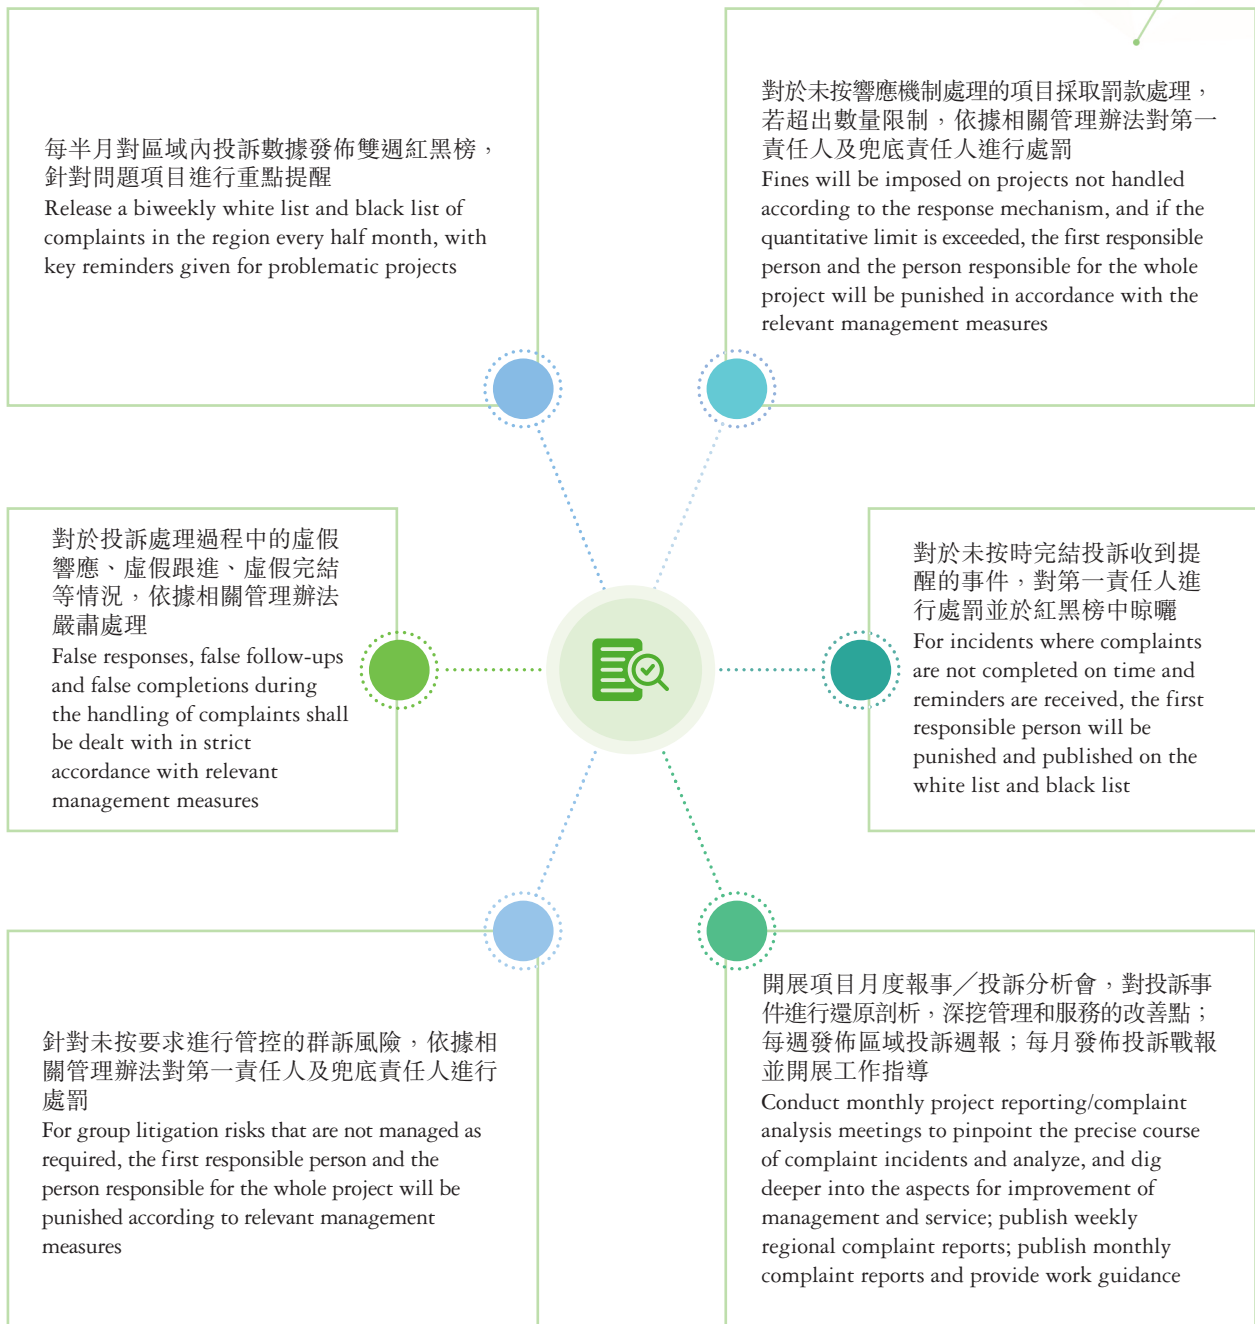 每半月對區域內投訴數據發佈雙週紅黑榜，
針對問題項目進行重點提醒
Release a biweekly white list and black list of
complaints in the region every half month, with
key reminders given for problematic projects
對於未按響應機制處理的項目採取罰款處理，
若超出數量限制，依據相關管理辦法對第一
責任人及兜底責任人進行處罰
Fines will be imposed on projects not handled
according to the response mechanism, and if the
quantitative limit is exceeded, the first responsible
person and the person responsible for the whole
project will be punished in accordance with the
relevant management measures
對於投訴處理過程中的虛假
響應、虛假跟進、虛假完結
等情況，依據相關管理辦法
嚴肅處理
False responses, false follow-ups
and false completions during
the handling of complaints shall
be dealt with in strict
accordance with relevant
management measures
對於未按時完結投訴收到提
醒的事件，對第一責任人進
行處罰並於紅黑榜中晾曬
For incidents where complaints
are not completed on time and
reminders are received, the first
responsible person will be
punished and published on the
white list and black list
針對未按要求進行管控的群訴風險，依據相
關管理辦法對第一責任人及兜底責任人進行
處罰
For group litigation risks that are not managed as
required, the first responsible person and the
person responsible for the whole project will be
punished according to relevant management
measures
開展項目月度報事／投訴分析會，對投訴事
件進行還原剖析，深挖管理和服務的改善點；
每週發佈區域投訴週報；每月發佈投訴戰報
並開展工作指導
Conduct monthly project reporting/complaint
analysis meetings to pinpoint the precise course
of complaint incidents and analyze, and dig
deeper into the aspects for improvement of
management and service; publish weekly
regional complaint reports; publish monthly
complaint reports and provide work guidance